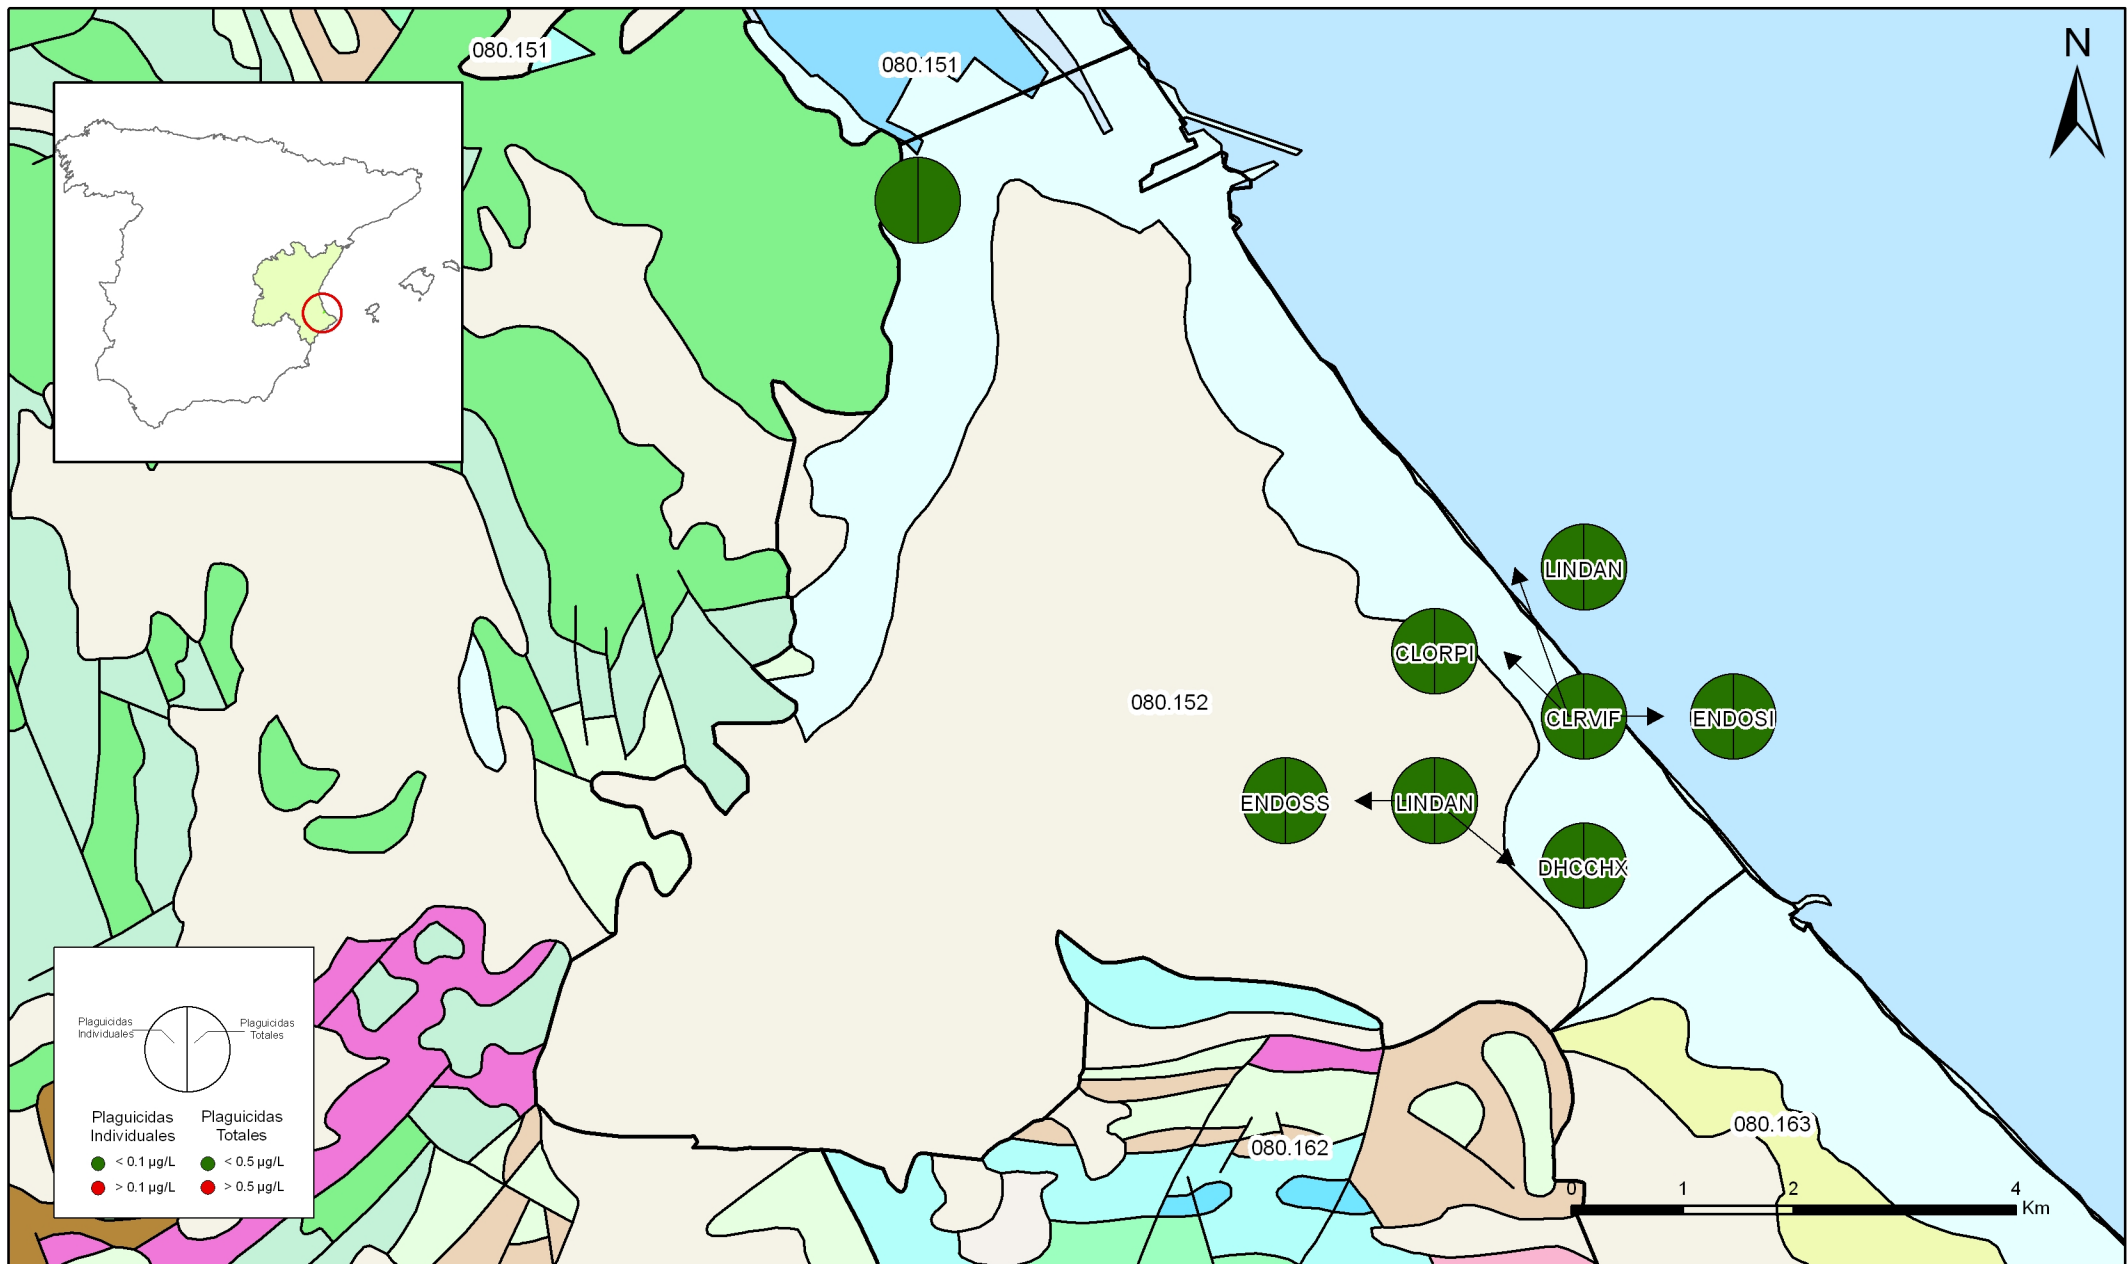 080.151
080.151
N
LINDAN
CLORPI
080.152
CLRVIF
ENDOSI
ENDOSS
LINDAN
DHCCHX
Plaguicidas
Individuales
Plaguicidas
Totales
Plaguicidas
Individuales
Plaguicidas
Totales
< 0.1 µg/L
< 0.5 µg/L
> 0.1 µg/L
> 0.5 µg/L
080.163
080.162
0 1 2 4
Km